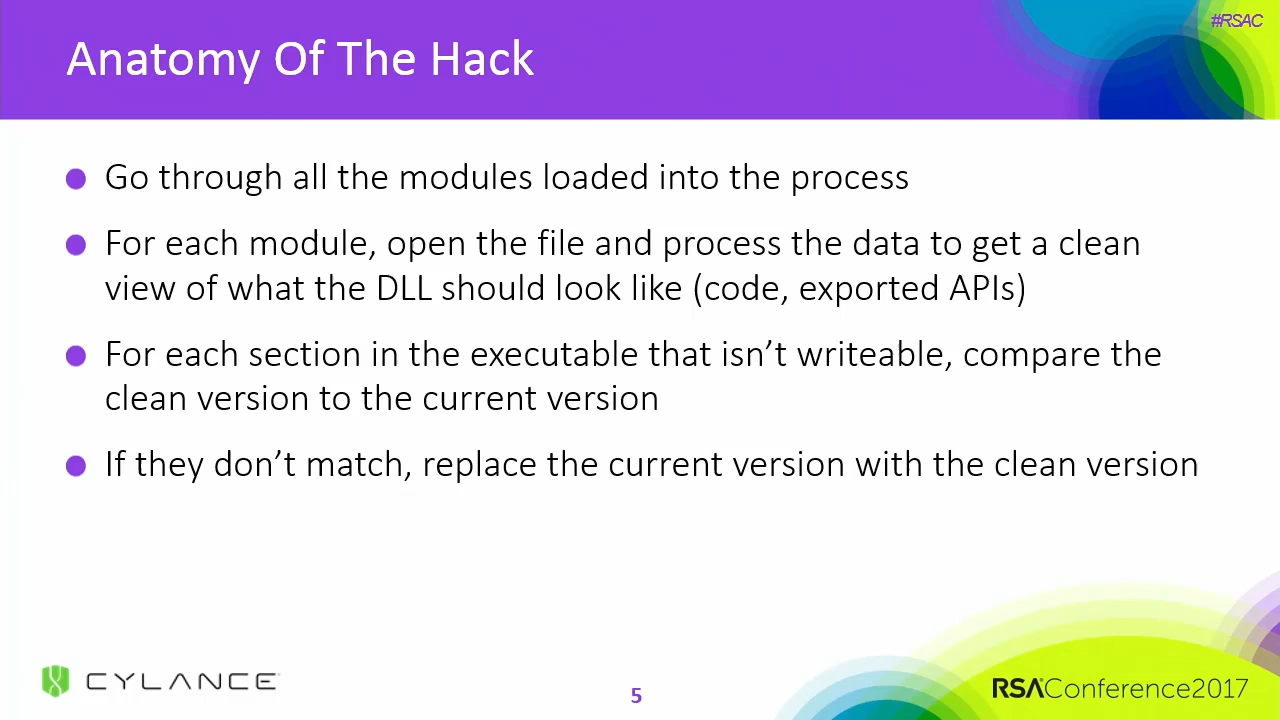 #RSAC
Anatomy Of The Hack
Go through all the modules loaded into the process
For each module, open the file and process the data to get a clean
view of what the DLL should look like (code, exported APIs)
For each section in the executable that isn’t writeable, compare the
clean version to the current version
If they don’t match, replace the current version with the clean version
CYLANCE
5
RSAConference2017